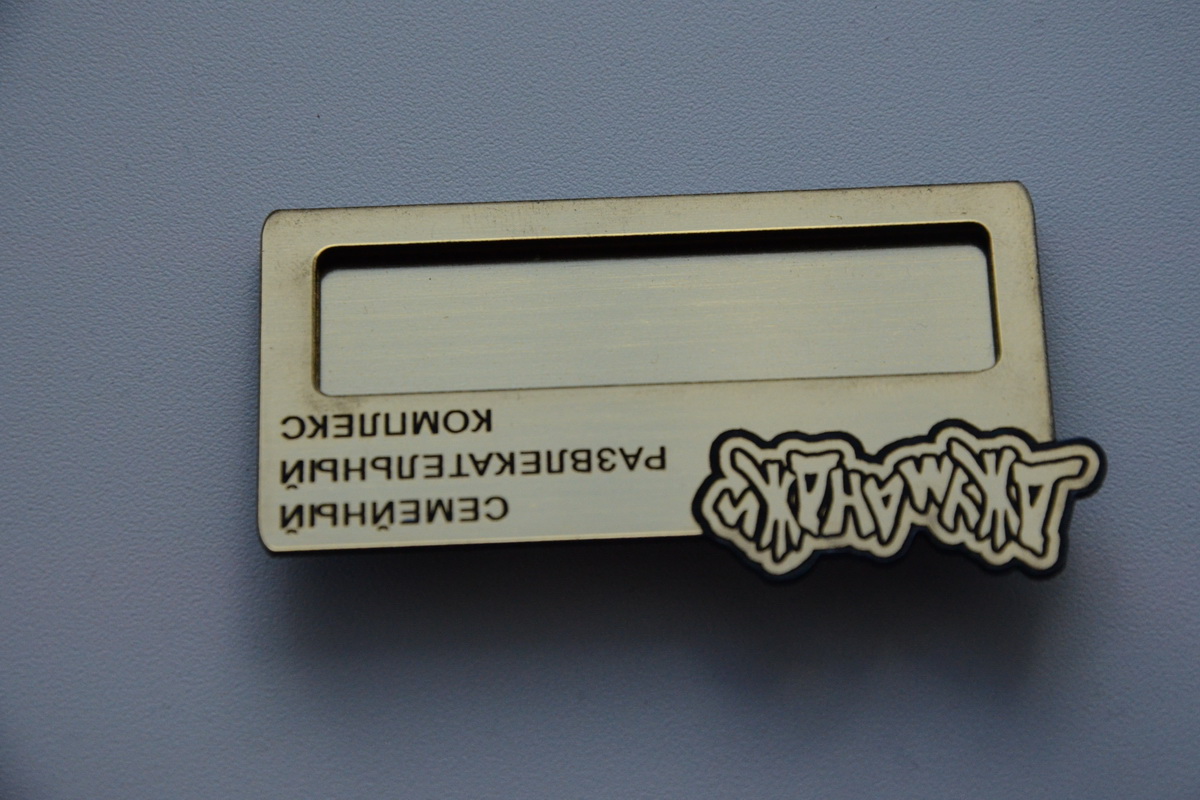 ДЖУМАНДЖИ
СЕМЕЙНЫЙ
РАЗВЛЕКАТЕЛЬНЫЙ
КОМПЛЕКС